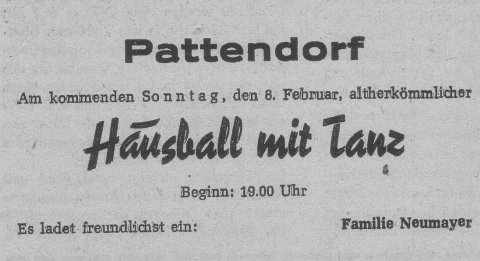 Pattendorf
Am kommenden Sonntag, den 8. Februar, altherkömmlicher
Hausball mit Tanz
Beginn: 19.00 Uhr
Es ladet freundlichst ein:
Familie Neumayer